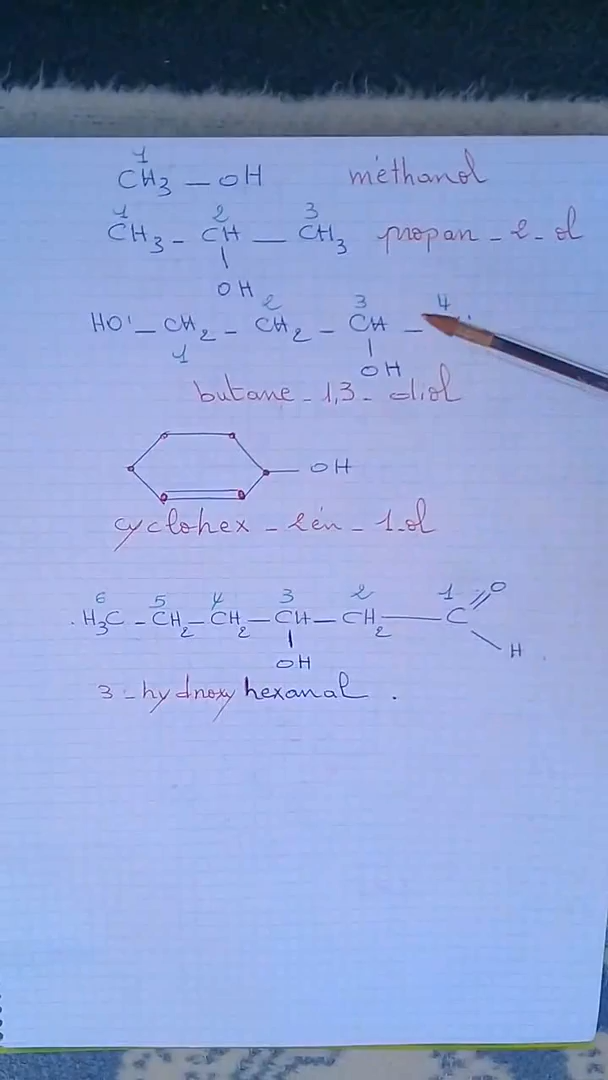 1
CH3 - OH méthanol
1 2 3
CH3 - CH - CH3 propan - 2 - ol
OH
2 3 4
HO - CH2 - CH2 - CH -
1
OH
butane - 1,3 - diol
OH
cyclohex - 2én - 1.ol
6 5 4 3 2 1 O
H3C - CH2 - CH2 - CH - CH2 - C
OH H
3 - hydroxy hexanal .